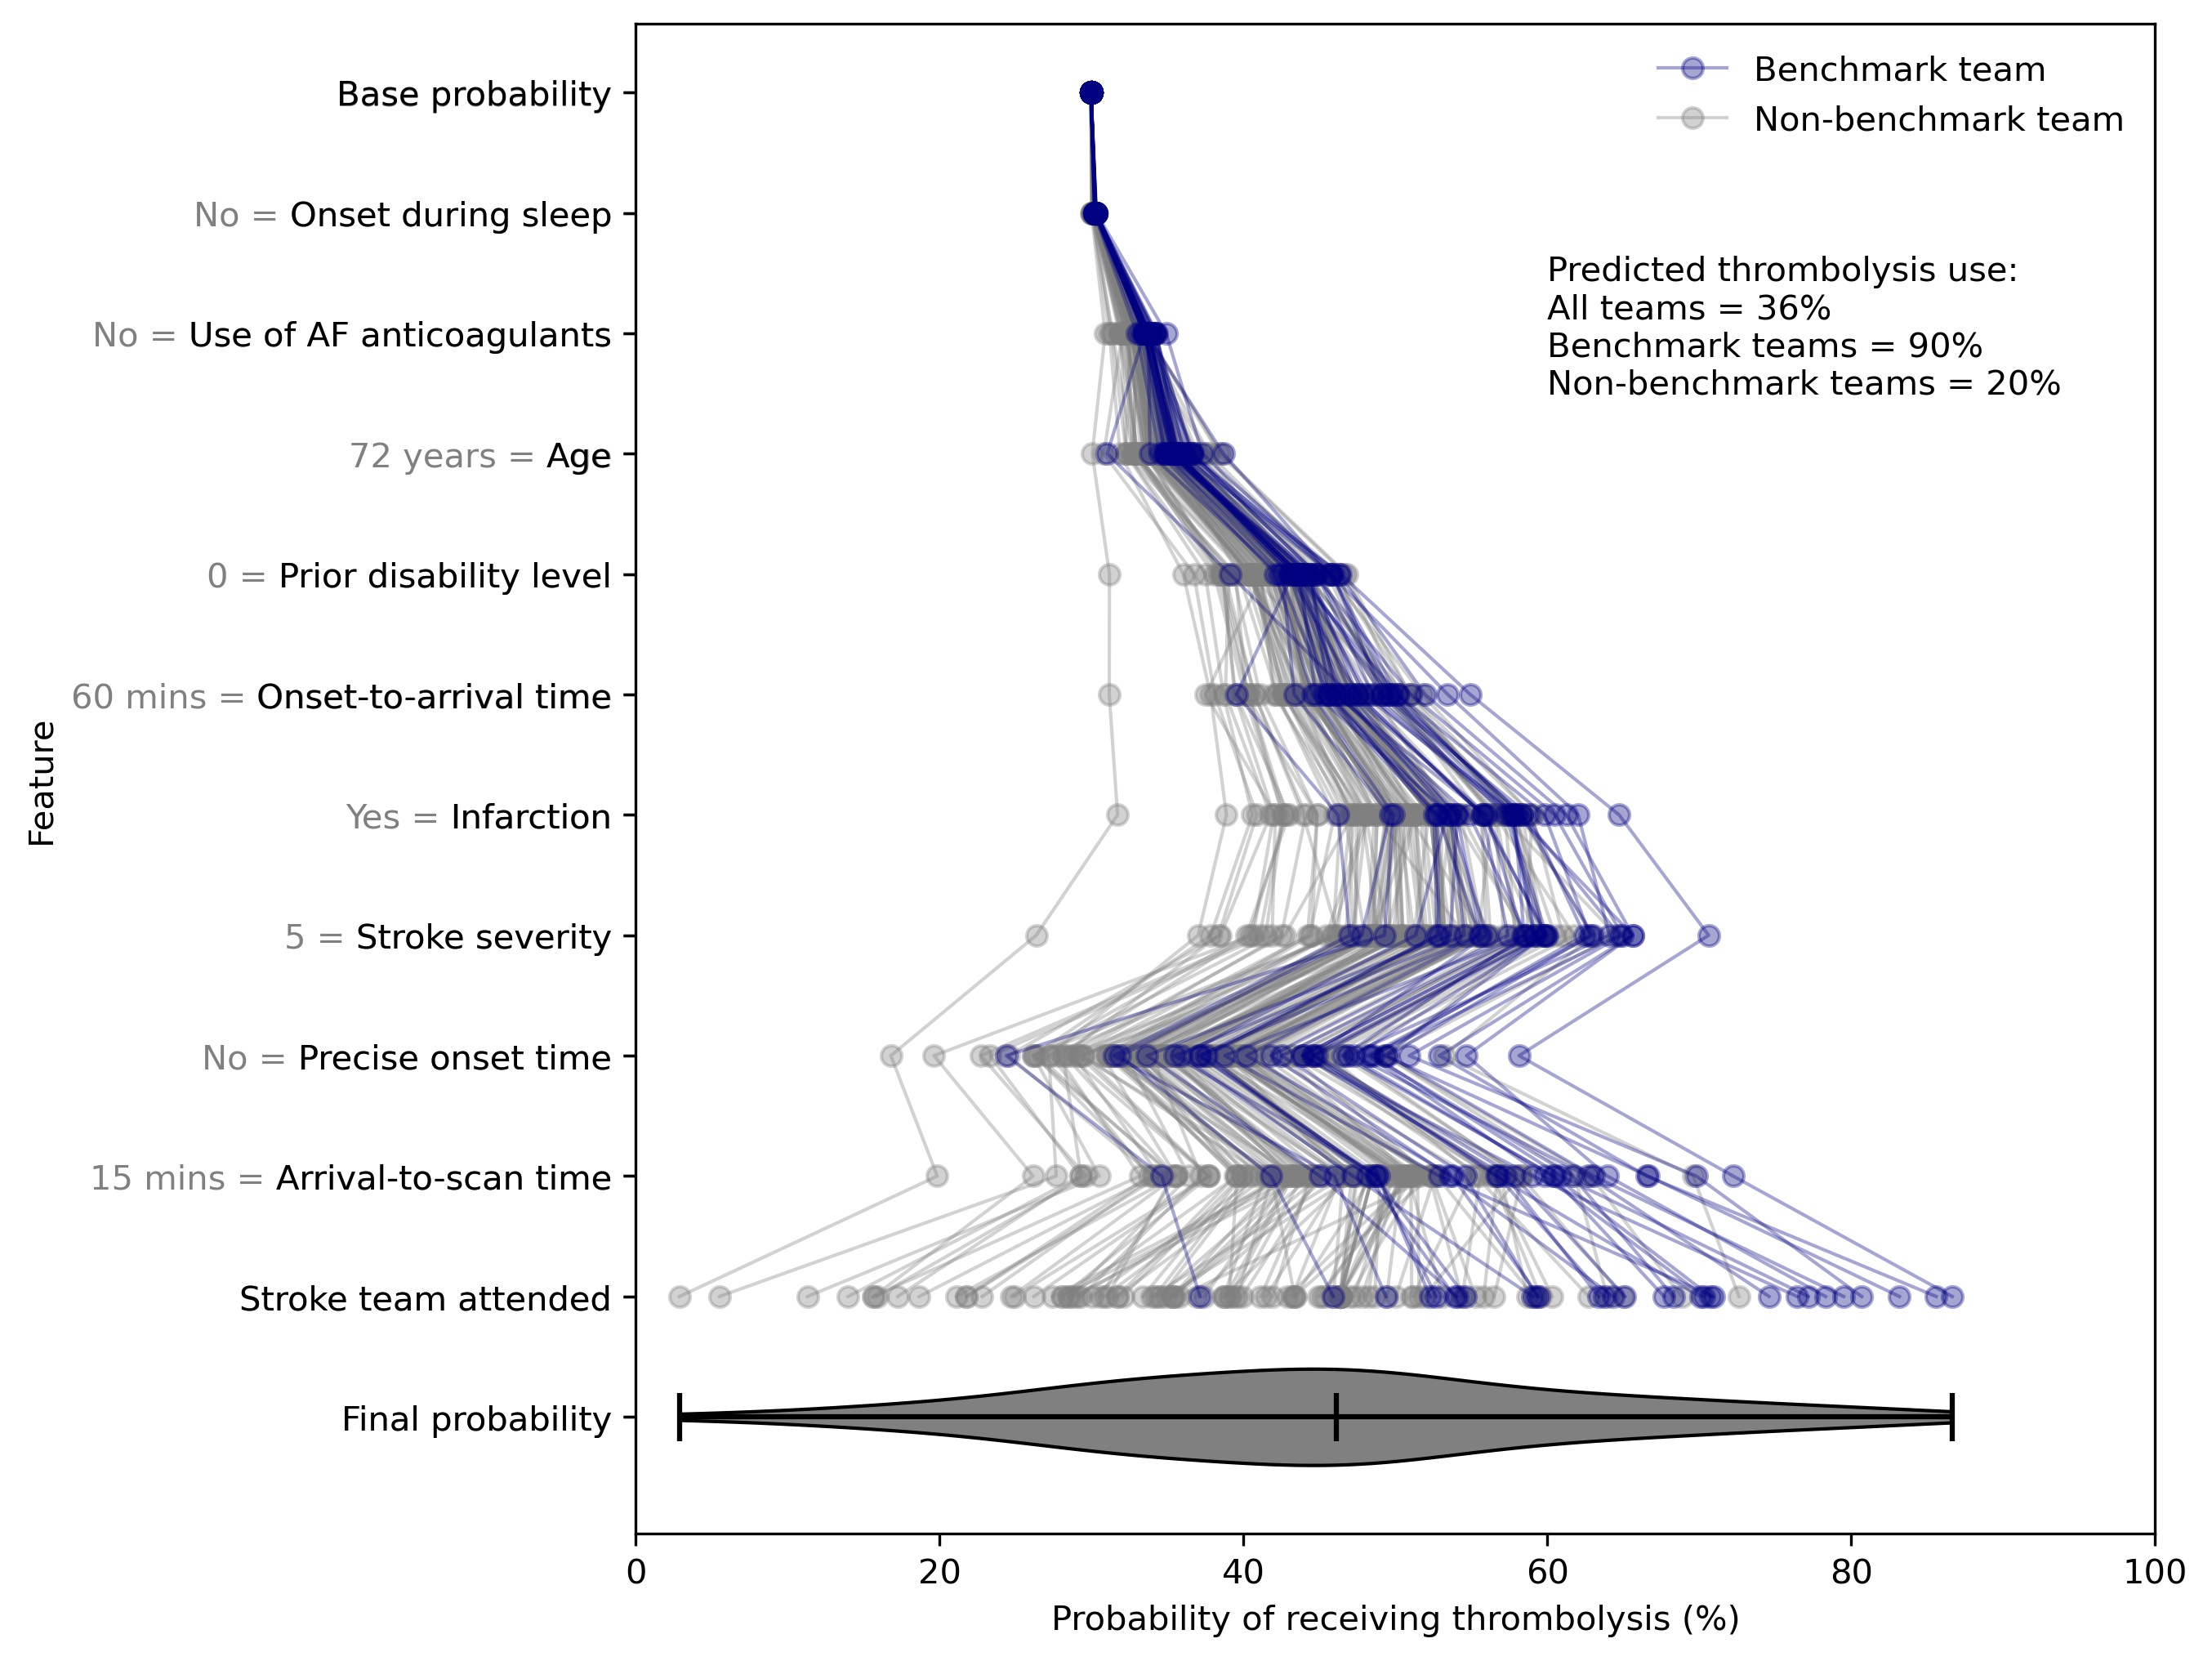 Benchmark team
Non-benchmark team
Predicted thrombolysis use:
All teams = 36%
Benchmark teams = 90%
Non-benchmark teams = 20%
Feature
Base probability
No = Onset during sleep
No = Use of AF anticoagulants
72 years = Age
0 = Prior disability level
60 mins = Onset-to-arrival time
Yes = Infarction
5 = Stroke severity
No = Precise onset time
15 mins = Arrival-to-scan time
Stroke team attended
Final probability
0 20 40 60 80 100
Probability of receiving thrombolysis (%)